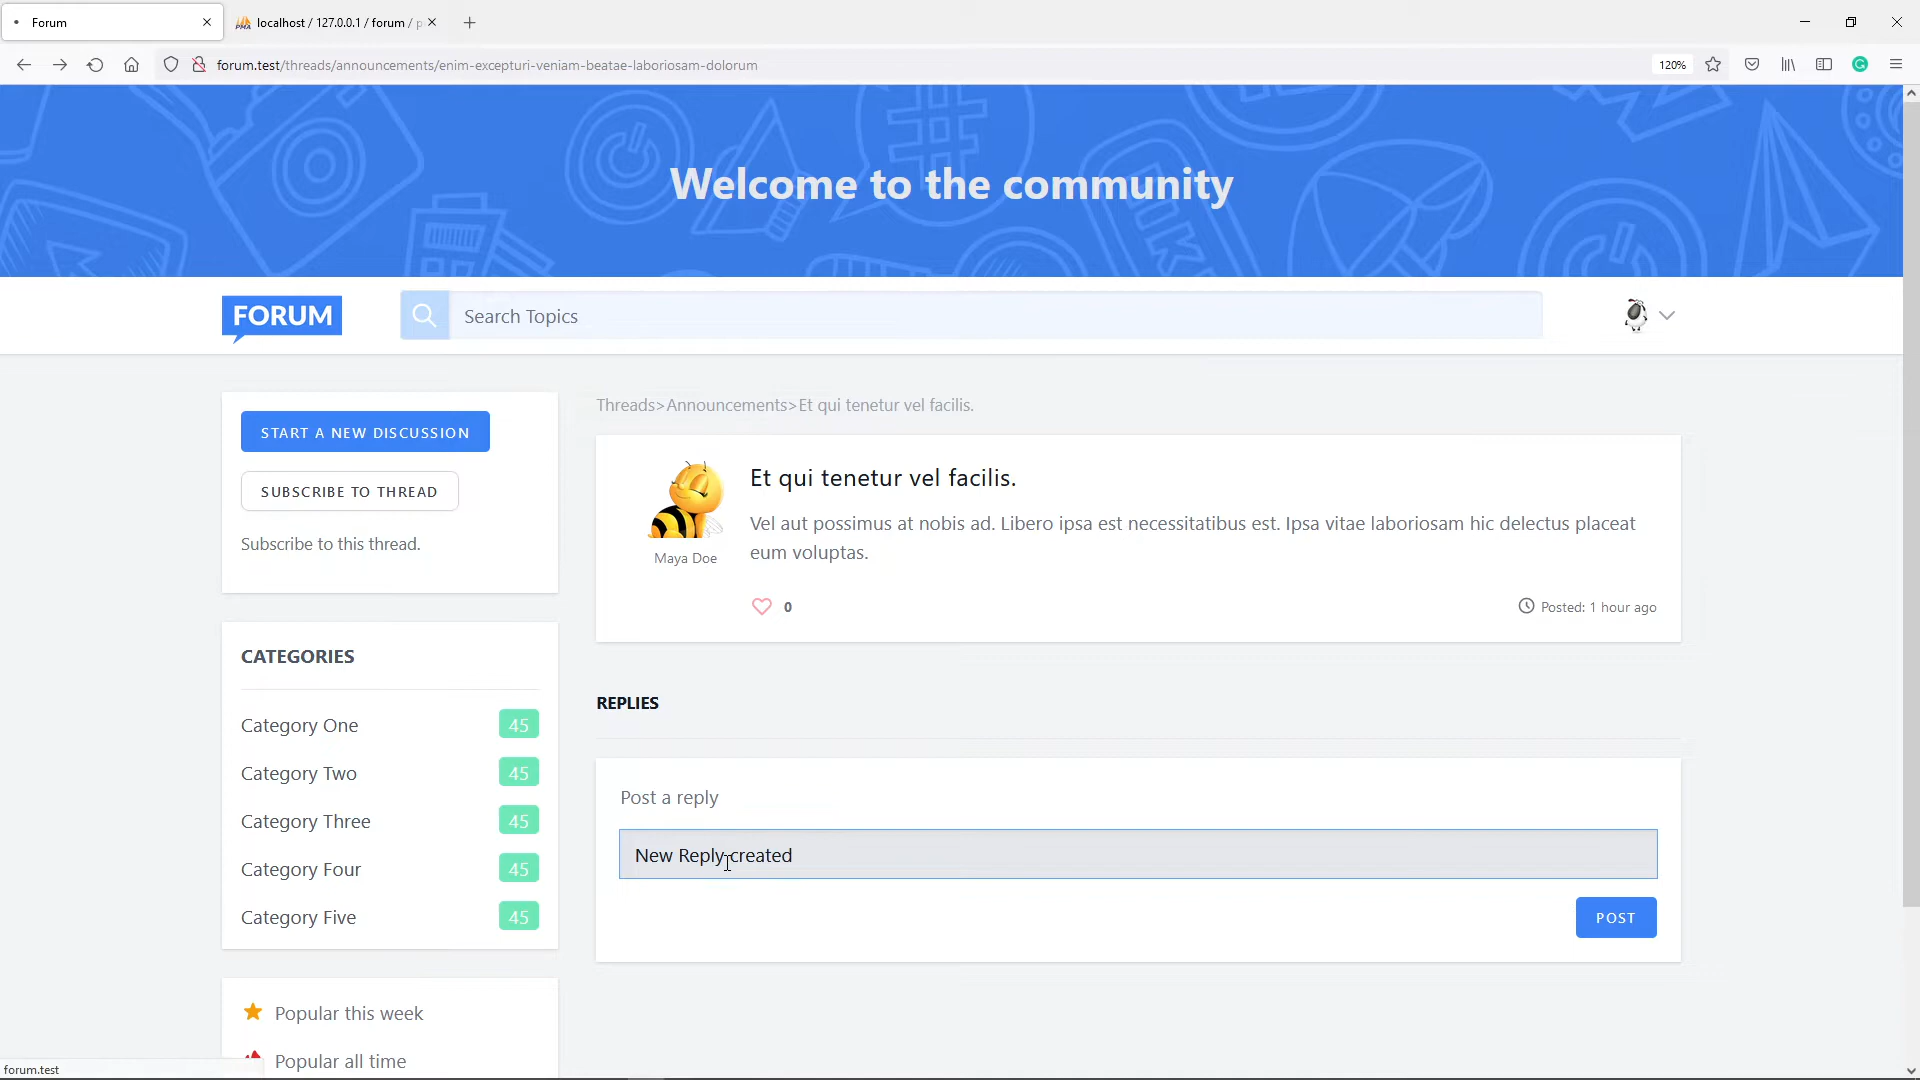 Forum
localhost / 127.0.0.1 / forum / p
forum.test/threads/announcements/enim-excepturi-veniam-beatae-laboriosam-dolorum
120%
Welcome to the community
FORUM
Search Topics
START A NEW DISCUSSION
SUBSCRIBE TO THREAD
Subscribe to this thread.
CATEGORIES
Category One 45
Category Two 45
Category Three 45
Category Four 45
Category Five 45
Popular this week
Popular all time
Threads>Announcements>Et qui tenetur vel facilis.
Et qui tenetur vel facilis.
Vel aut possimus at nobis ad. Libero ipsa est necessitatibus est. Ipsa vitae laboriosam hic delectus placeat
eum voluptas.
Maya Doe
0
Posted: 1 hour ago
REPLIES
Post a reply
New Reply created
POST
forum.test